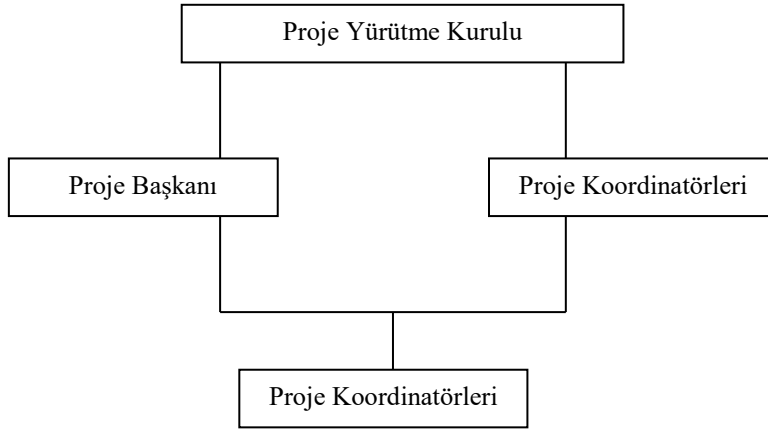 Proje Yürütme Kurulu
Proje Başkanı
Proje Koordinatörleri
Proje Koordinatörleri